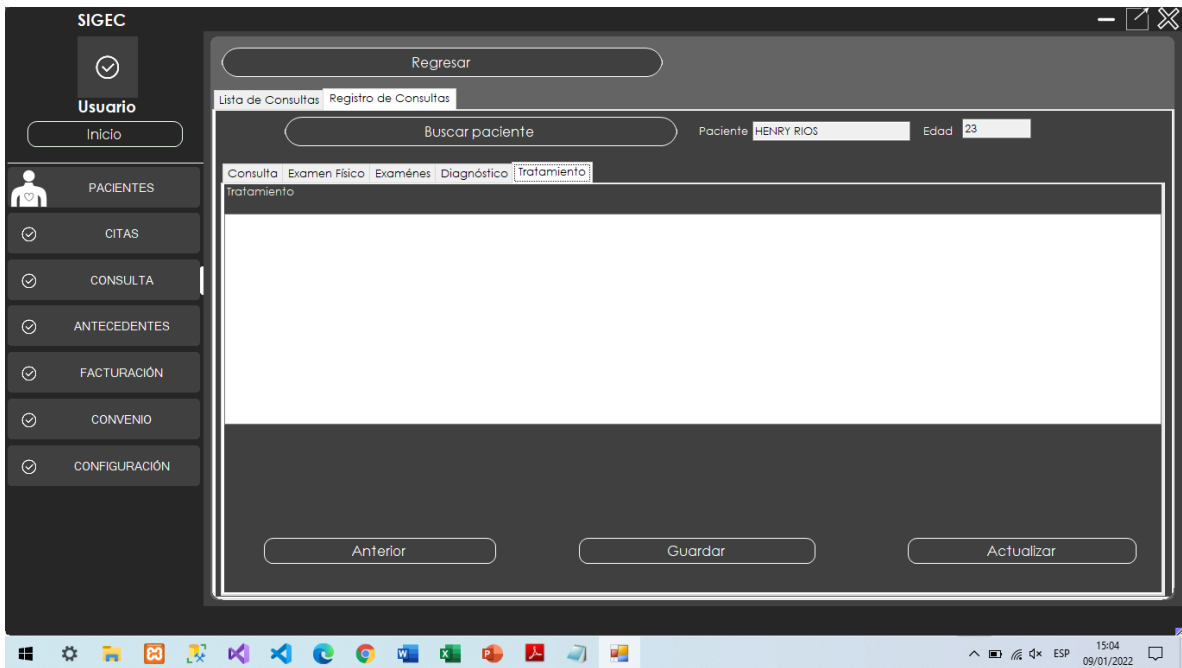 SIGEC
Usuario
Inicio
PACIENTES
CITAS
CONSULTA
ANTECEDENTES
FACTURACIÓN
CONVENIO
CONFIGURACIÓN
Regresar
Lista de Consultas Registro de Consultas
Buscar paciente Paciente HENRY RIOS Edad 23
Consulta Examen Físico Examénes Diagnóstico Tratamiento
Tratamiento
Anterior Guardar Actualizar
ESP 15:04
09/01/2022